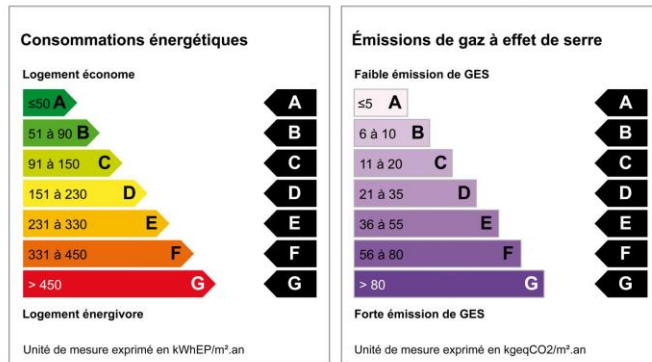 Consommations énergétiques
Logement économe
≤50 A A
51 à 90 B B
91 à 150 C C
151 à 230 D D
231 à 330 E E
331 à 450 F F
> 450 G G
Logement énergivore
Unité de mesure exprimé en kWhEP/m².an
Émissions de gaz à effet de serre
Faible émission de GES
≤5 A A
6 à 10 B B
11 à 20 C C
21 à 35 D D
36 à 55 E E
56 à 80 F F
> 80 G G
Forte émission de GES
Unité de mesure exprimé en kgeqCO2/m².an